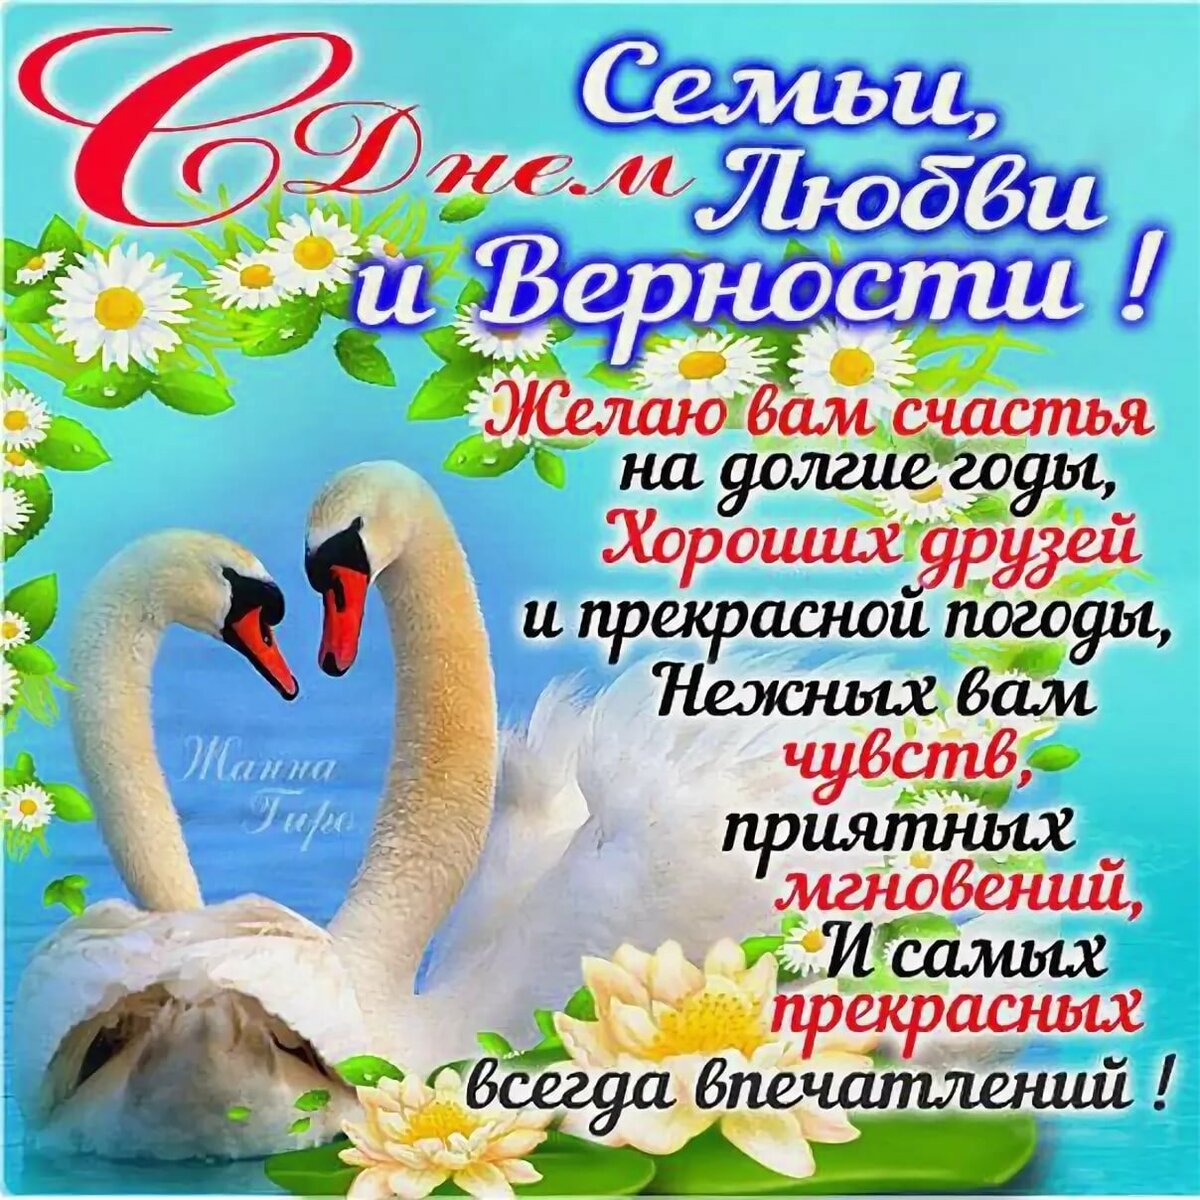 С Днем Семьи,
Любви
и Верности !
Желаю вам счастья
на долгие годы,
Хороших друзей
и прекрасной погоды,
Нежных вам
чувств,
приятных
мгновений,
И самых
прекрасных
всегда впечатлений !
Жанна
Гиро